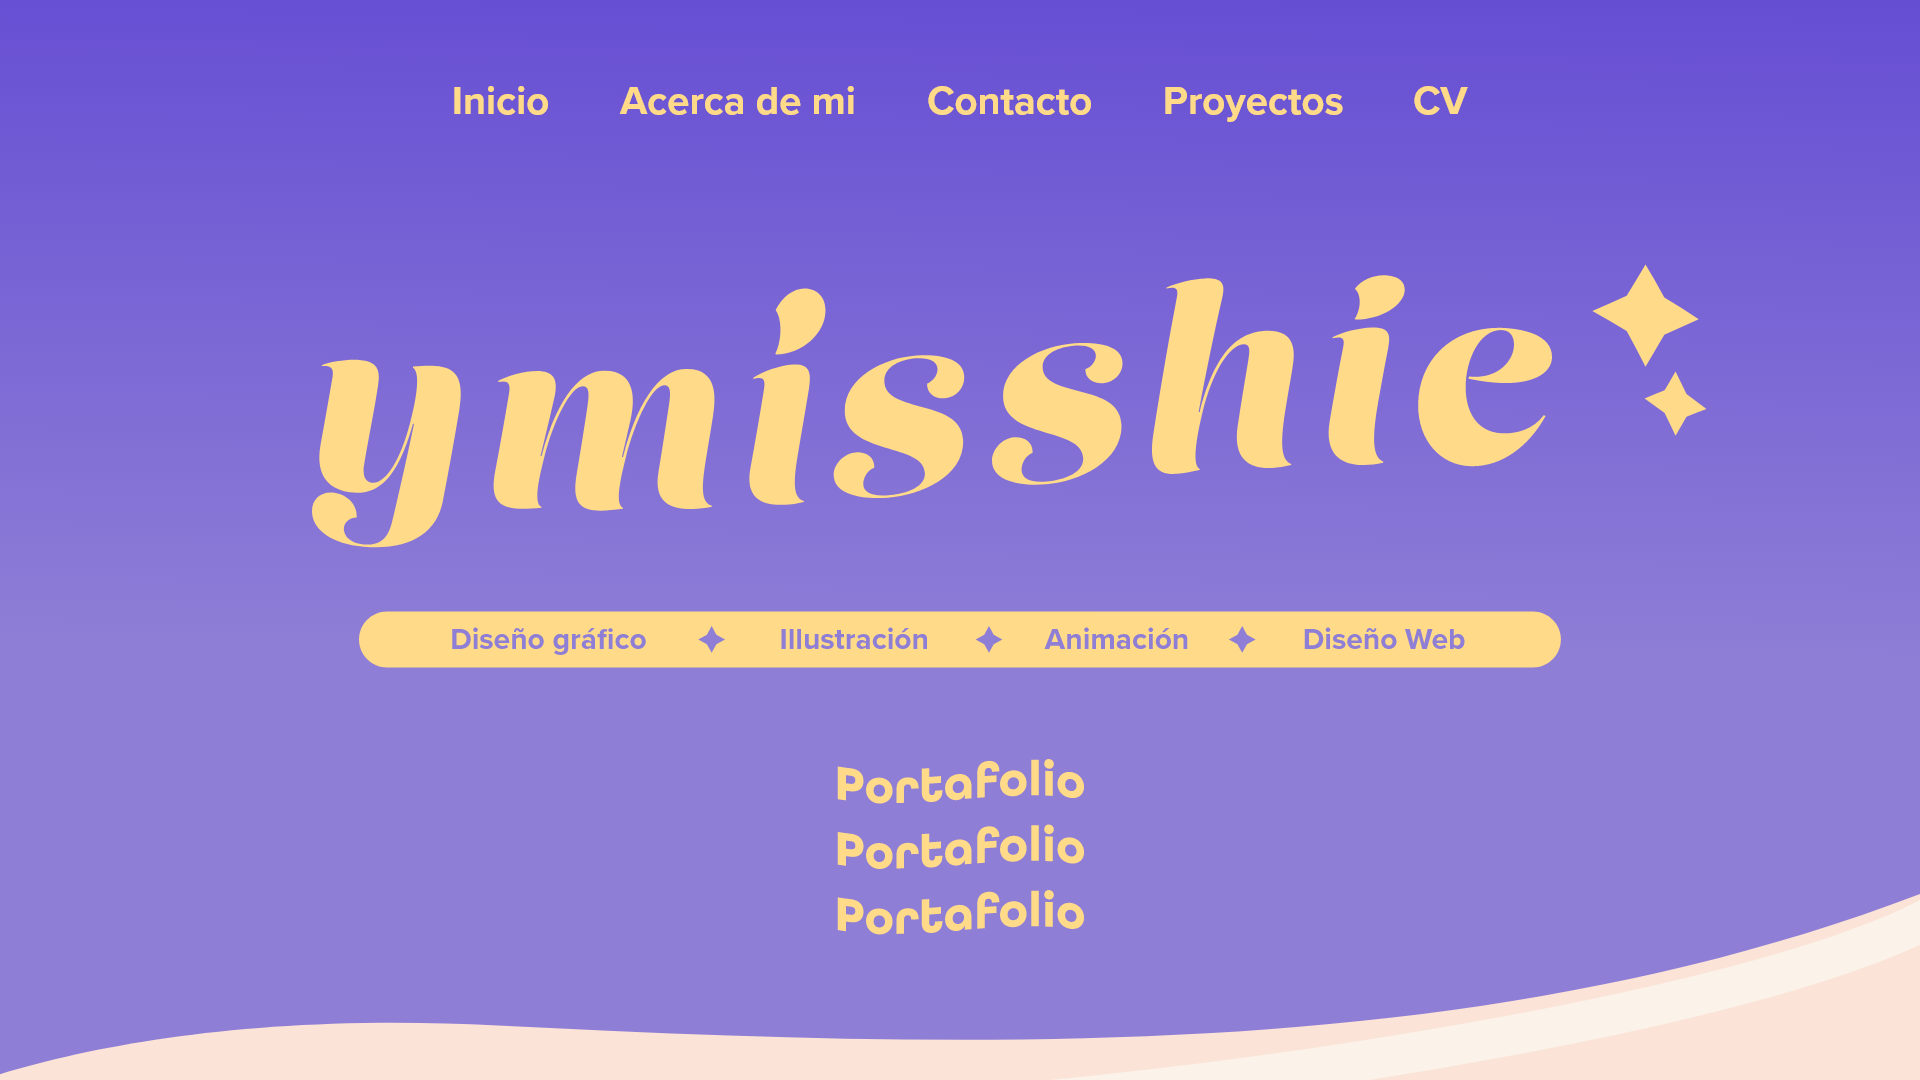 Inicio Acerca de mi Contacto Proyectos CV
ymisshie
Diseño gráfico Illustración Animación Diseño Web
Portafolio
Portafolio
Portafolio